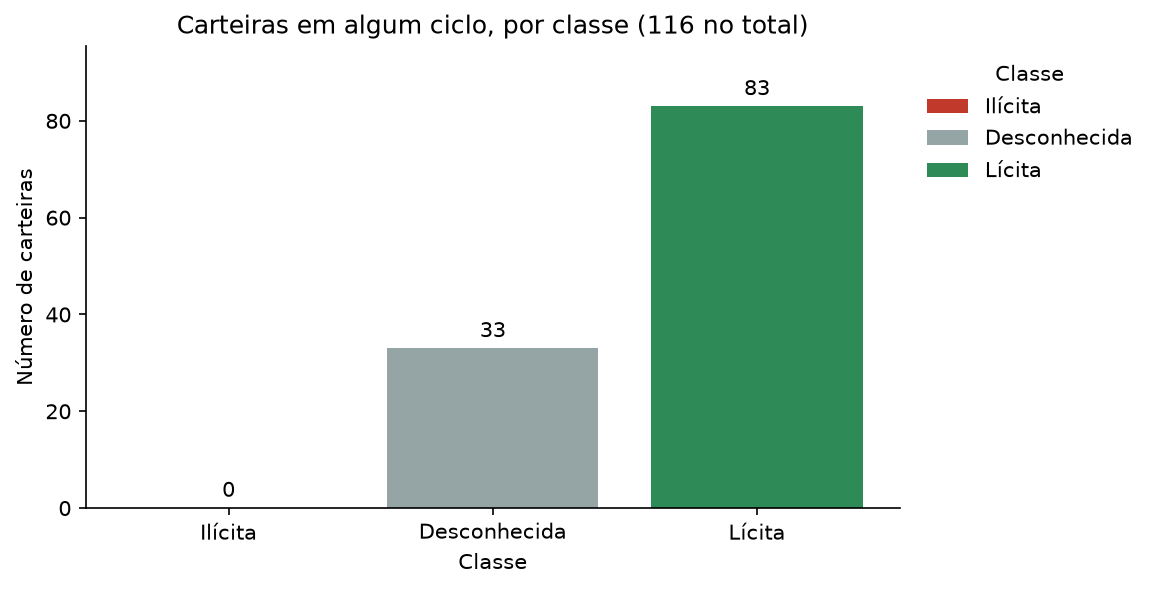 Carteiras em algum ciclo, por classe (116 no total)
Número de carteiras
80
60
40
20
0
0
33
83
Ilícita
Desconhecida
Lícita
Classe
Classe
Ilícita
Desconhecida
Lícita